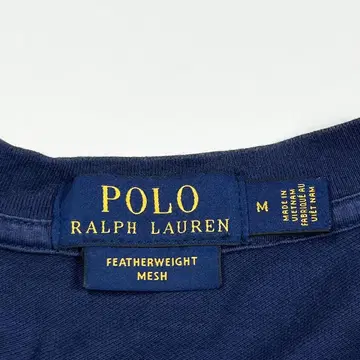 POLO
RALPH LAUREN
FEATHERWEIGHT
MESH
M
MADE IN
VIETNAM
FABRIQUÉ AU
VIÊT NAM